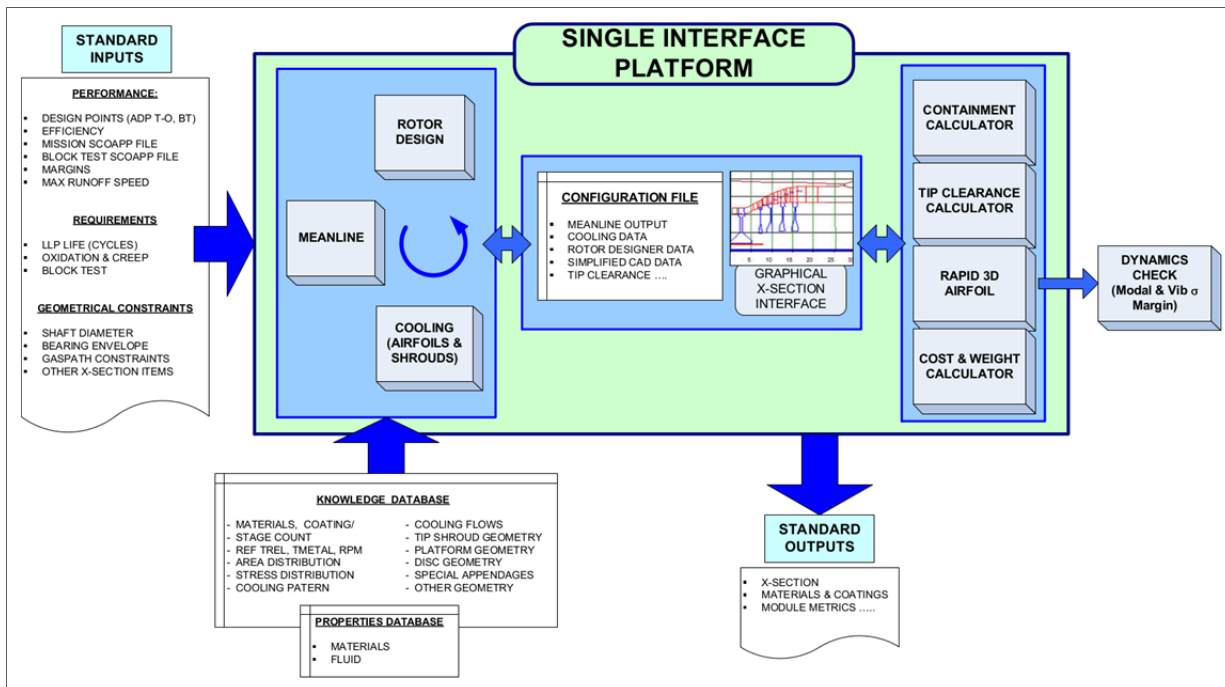 STANDARD
INPUTS
PERFORMANCE:
▪ DESIGN POINTS (ADP T-O, BT)
▪ EFFICIENCY
▪ MISSION SCOAPP FILE
▪ BLOCK TEST SCOAPP FILE
▪ MARGINS
▪ MAX RUNOFF SPEED
REQUIREMENTS
▪ LLP LIFE (CYCLES)
▪ OXIDATION & CREEP
▪ BLOCK TEST
GEOMETRICAL CONSTRAINTS
▪ SHAFT DIAMETER
▪ BEARING ENVELOPE
▪ GASPATH CONSTRAINTS
▪ OTHER X-SECTION ITEMS
SINGLE INTERFACE
PLATFORM
ROTOR
DESIGN
MEANLINE
COOLING
(AIRFOILS &
SHROUDS)
CONFIGURATION FILE
▪ MEANLINE OUTPUT
▪ COOLING DATA
▪ ROTOR DESIGNER DATA
▪ SIMPLIFIED CAD DATA
▪ TIP CLEARANCE ....
5 10 15 20 25 30
GRAPHICAL
X-SECTION
INTERFACE
CONTAINMENT
CALCULATOR
TIP CLEARANCE
CALCULATOR
RAPID 3D
AIRFOIL
COST & WEIGHT
CALCULATOR
DYNAMICS
CHECK
(Modal & Vib σ
Margin)
KNOWLEDGE DATABASE
- MATERIALS, COATING/
- STAGE COUNT
- REF TREL, TMETAL, RPM
- AREA DISTRIBUTION
- STRESS DISTRIBUTION
- COOLING PATERN
- COOLING FLOWS
- TIP SHROUD GEOMETRY
- PLATFORM GEOMETRY
- DISC GEOMETRY
- SPECIAL APPENDAGES
- OTHER GEOMETRY
PROPERTIES DATABASE
▪ MATERIALS
▪ FLUID
STANDARD
OUTPUTS
▪ X-SECTION
▪ MATERIALS & COATINGS
▪ MODULE METRICS .....